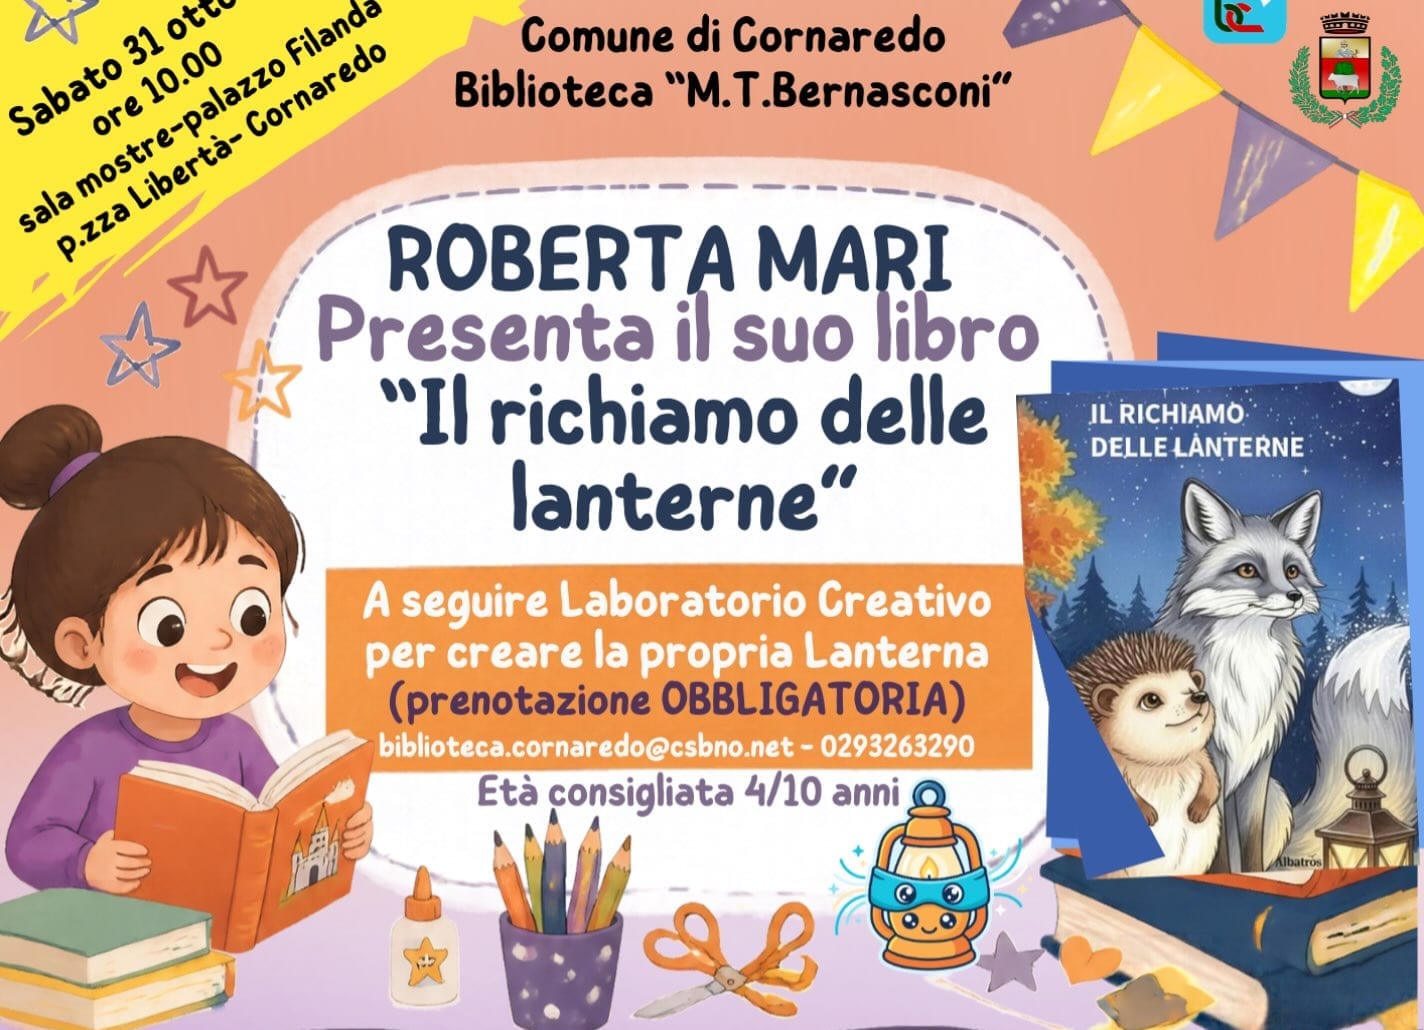 Sabato 31 otto
ore 10.00
sala mostre-palazzo Filanda
p.zza Libertà- Cornaredo
Comune di Cornaredo
Biblioteca “M.T.Bernasconi“
bc
ROBERTA MARI
Presenta il suo libro
“Il richiamo delle
lanterne“
IL RICHIAMO
DELLE LANTERNE
Albatros
A seguire Laboratorio Creativo
per creare la propria Lanterna
(prenotazione OBBLIGATORIA)
biblioteca.cornaredo@csbno.net - 0293263290
Età consigliata 4/10 anni